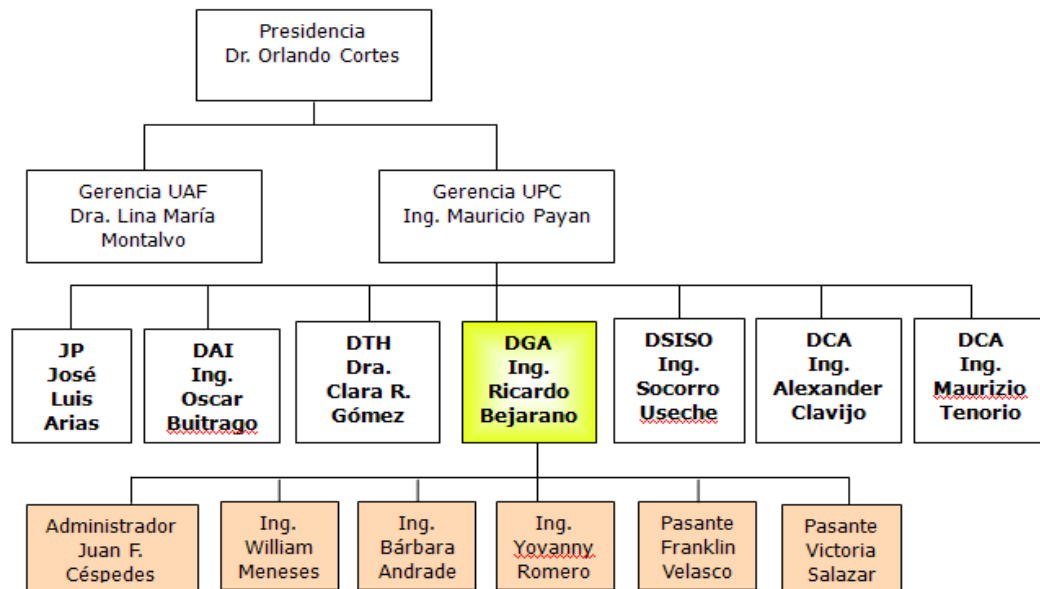 Presidencia
Dr. Orlando Cortes
Gerencia UAF
Dra. Lina María
Montalvo
Gerencia UPC
Ing. Mauricio Payan
JP
José
Luis
Arias
DAI
Ing.
Oscar
Buitrago
DTH
Dra.
Clara R.
Gómez
DGA
Ing.
Ricardo
Bejarano
DSISO
Ing.
Socorro
Useche
DCA
Ing.
Alexander
Clavijo
DCA
Ing.
Maurizio
Tenorio
Administrador
Juan F.
Céspedes
Ing.
William
Meneses
Ing.
Bárbara
Andrade
Ing.
Yovanny
Romero
Pasante
Franklin
Velasco
Pasante
Victoria
Salazar